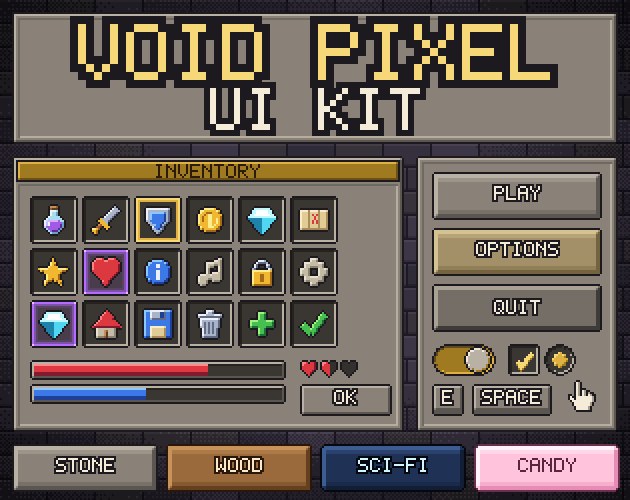 VOID PIXEL
UI KIT
INVENTORY
PLAY
OPTIONS
QUIT
OK
E
SPACE
STONE
WOOD
SCI-FI
CANDY